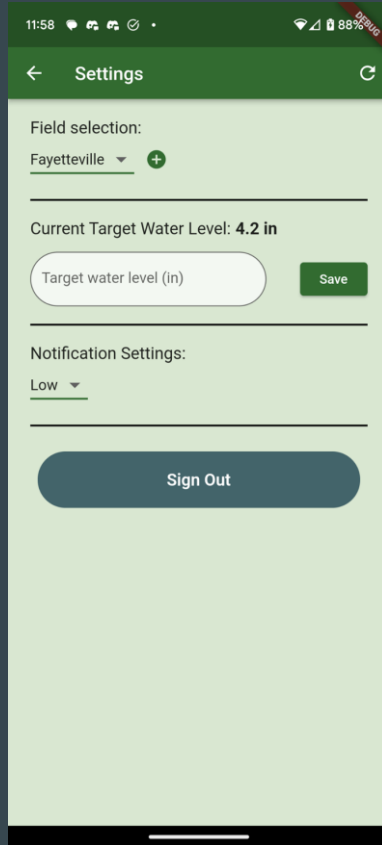 11:58 88%
DEBUG
Settings
Field selection:
Fayetteville
Current Target Water Level: 4.2 in
Target water level (in)
Save
Notification Settings:
Low
Sign Out